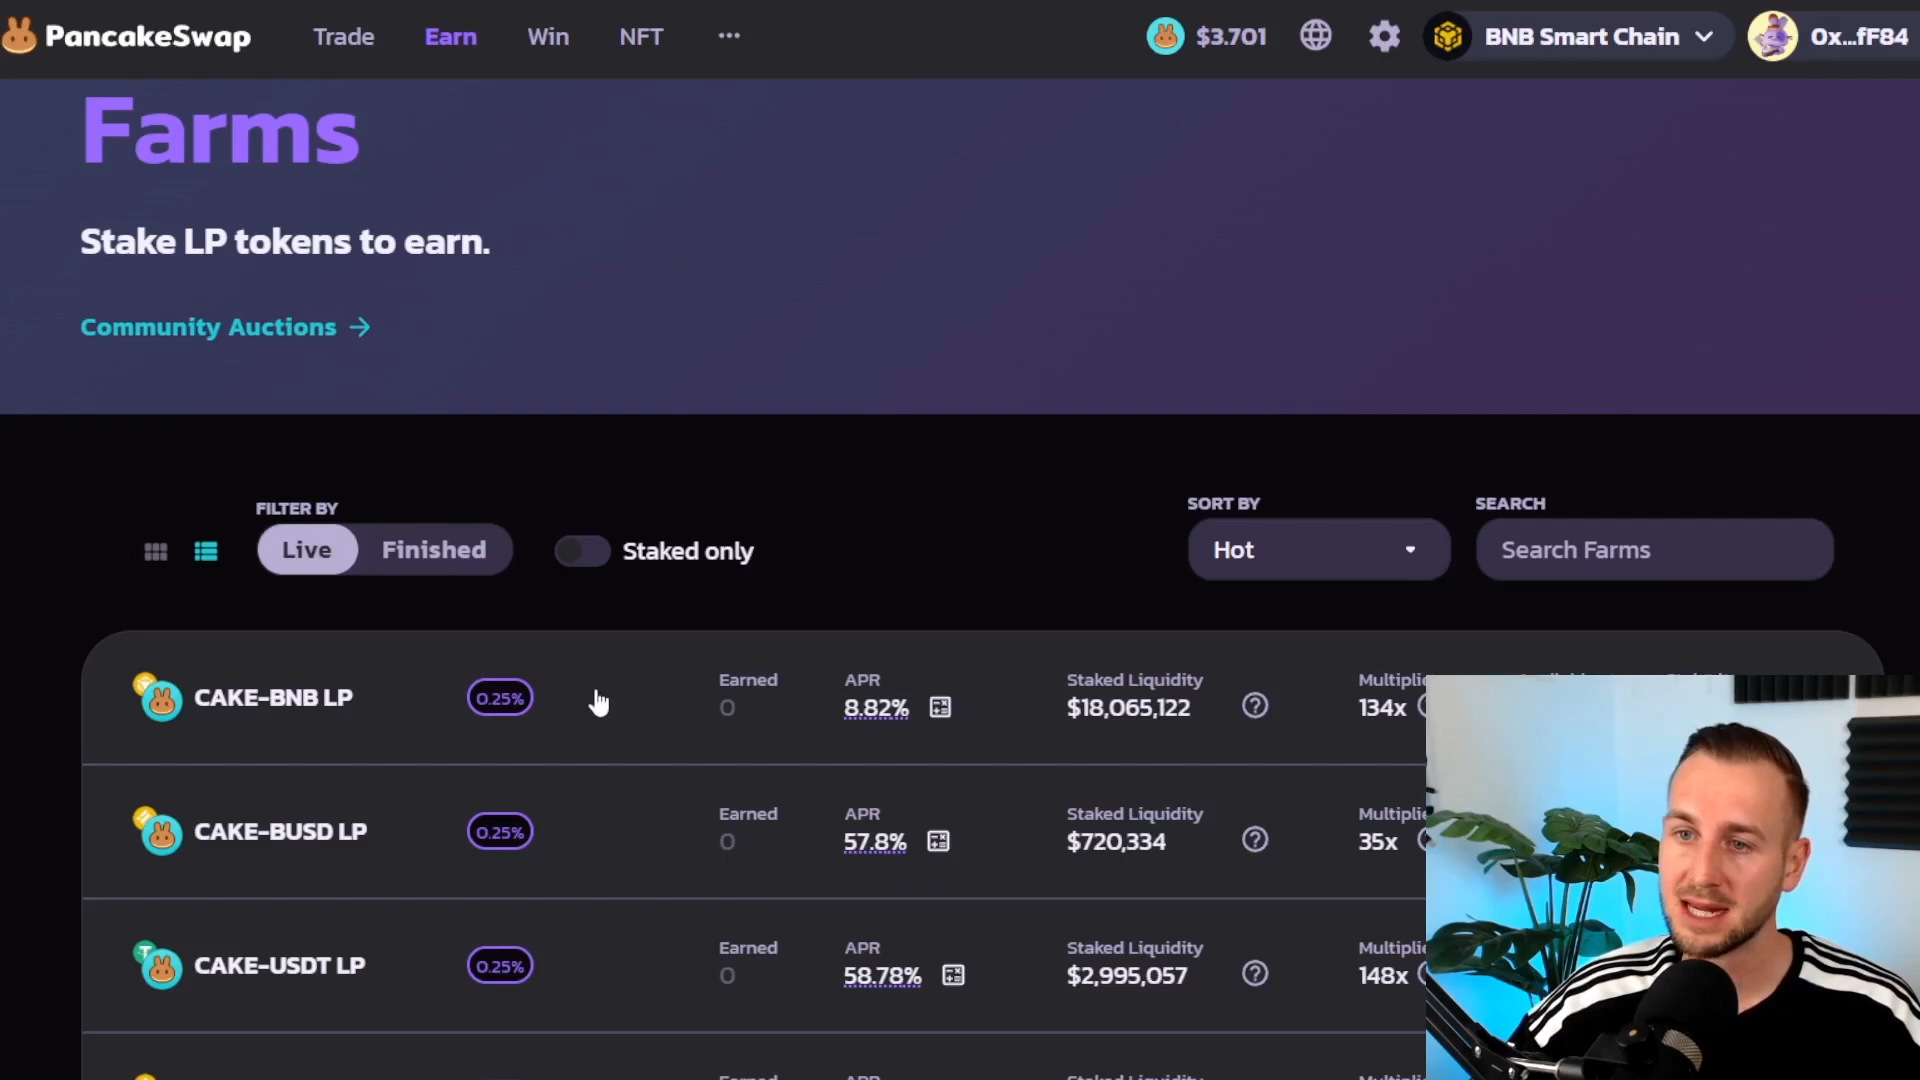 PancakeSwap Trade Earn Win NFT $3.701 BNB Smart Chain 0x...fF84
Farms
Stake LP tokens to earn.
Community Auctions
FILTER BY SORT BY SEARCH
Live Finished Staked only Hot Search Farms
Earned APR Staked Liquidity
CAKE-BNB LP 0.25% 0 8.82% $18,065,122 134x
Earned APR Staked Liquidity
CAKE-BUSD LP 0.25% 0 57.8% $720,334 35x
Earned APR Staked Liquidity
CAKE-USDT LP 0.25% 0 58.78% $2,995,057 148x